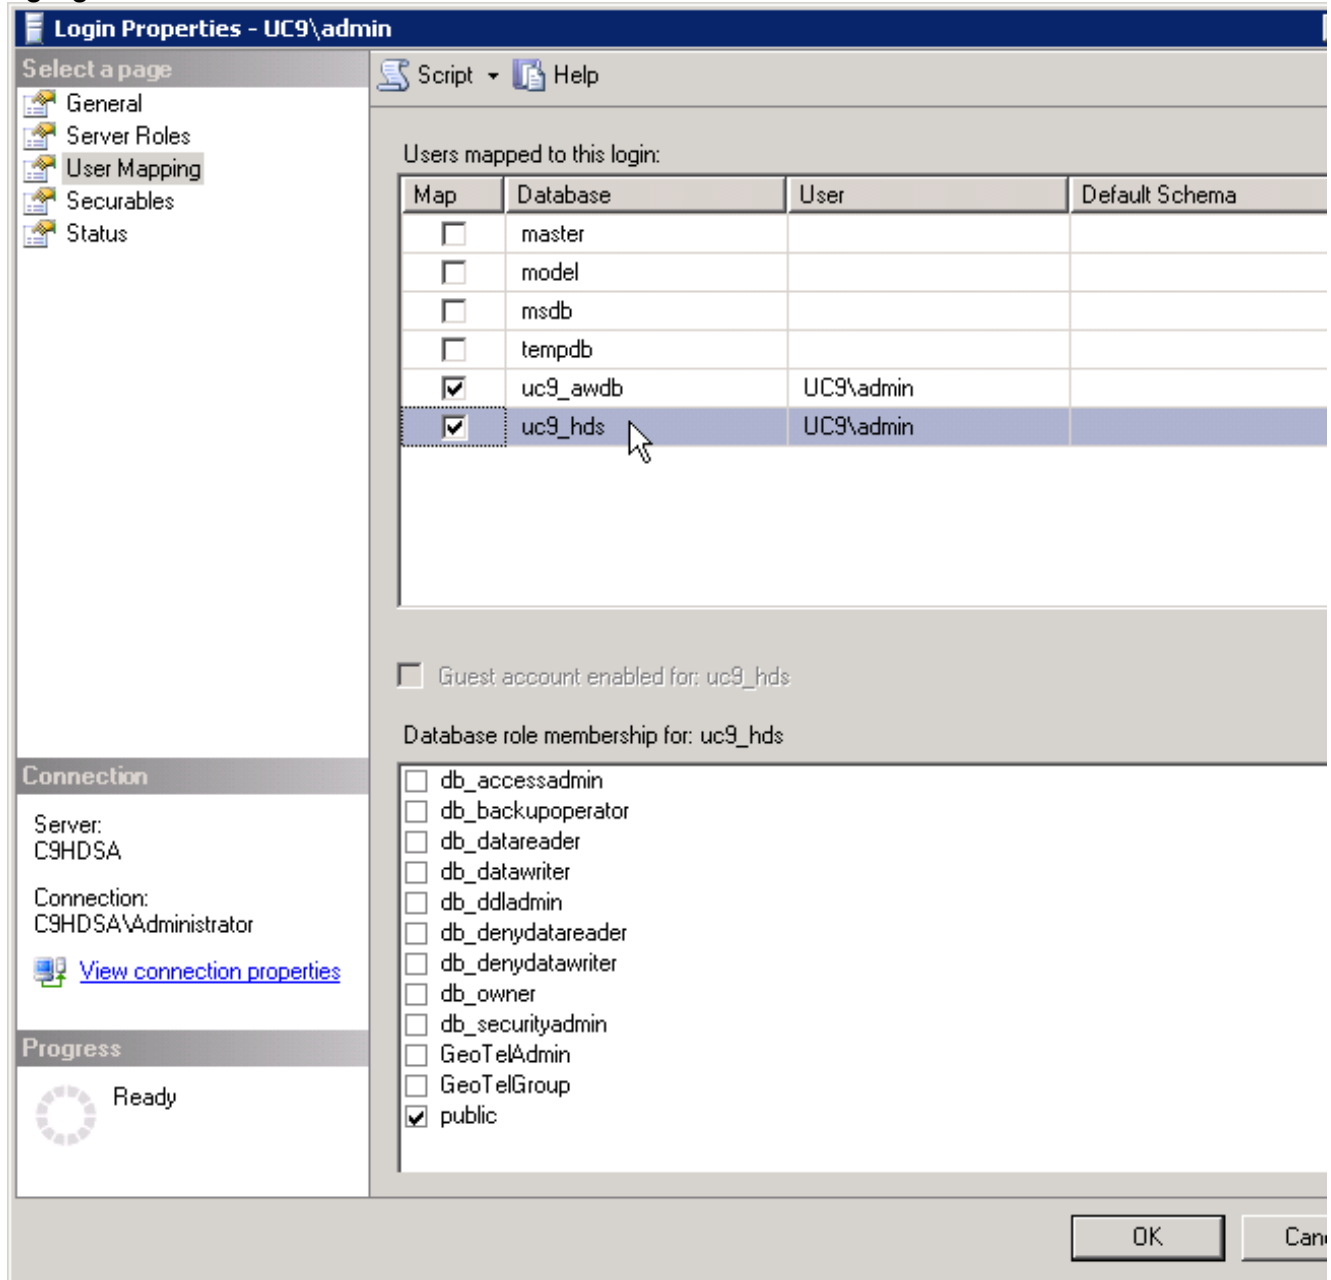 Login Properties - UC9\admin
Select a page
General
Server Roles
User Mapping
Securables
Status
Script Help
Users mapped to this login:
Map Database User Default Schema
master
model
msdb
tempdb
uc9_awdb UC9\admin
uc9_hds UC9\admin
Guest account enabled for: uc9_hds
Database role membership for: uc9_hds
db_accessadmin
db_backupoperator
db_datareader
db_datawriter
db_ddladmin
db_denydatareader
db_denydatawriter
db_owner
db_securityadmin
GeoTelAdmin
GeoTelGroup
public
Connection
Server:
C9HDSA
Connection:
C9HDSA\Administrator
View connection properties
Progress
Ready
OK